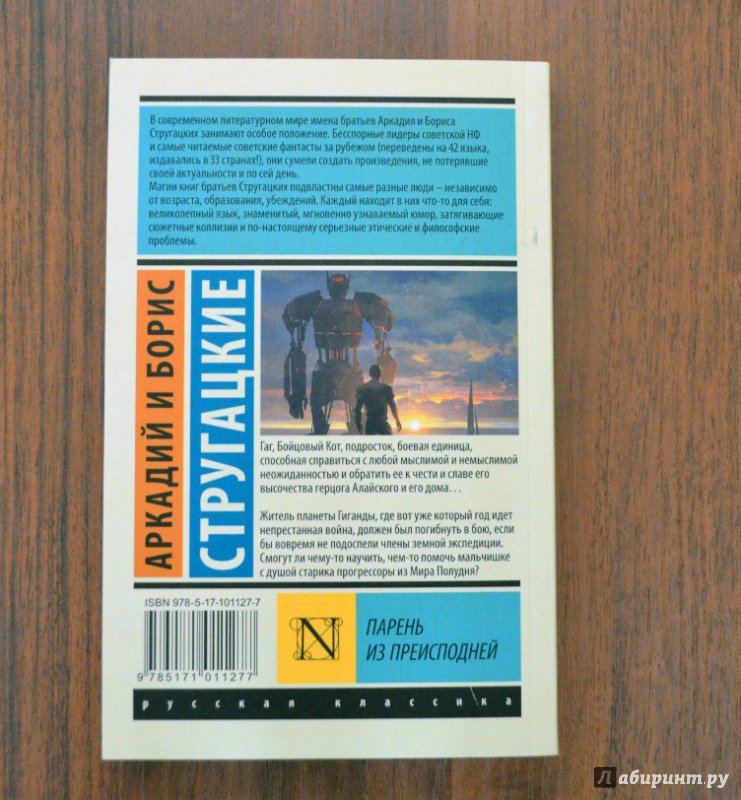 В современном литературном мире имена братьев Аркадия и Бориса
Стругацких занимают особое положение. Бесспорные лидеры советской НФ
и самые читаемые советские фантасты за рубежом (переведены на 42 языка,
издавались в 33 странах!), они сумели создать произведения, не потерявшие
своей актуальности и по сей день.
Магии книг братьев Стругацких подвластны самые разные люди – независимо
от возраста, образования, убеждений. Каждый находит в них что-то для себя:
великолепный язык, знаменитый, мгновенно узнаваемый юмор, затягивающие
сюжетные коллизии и по-настоящему серьезные этические и философские
проблемы.
АРКАДИЙ И БОРИС
СТРУГАЦКИЕ
Гаг, Бойцовый Кот, подросток, боевая единица,
способная справиться с любой мыслимой и немыслимой
неожиданностью и обратить ее к чести и славе его
высочества герцога Алайского и его дома...
Житель планеты Гиганды, где вот уже который год идет
непрестанная война, должен был погибнуть в бою, если
бы вовремя не подоспели члены земной экспедиции.
Смогут ли чему-то научить, чем-то помочь мальчишке
с душой старика прогрессоры из Мира Полудня?
ISBN 978-5-17-101127-7
9 785171 011277
N
ПАРЕНЬ
ИЗ ПРЕИСПОДНЕЙ
русская классика
Лабиринт.ру